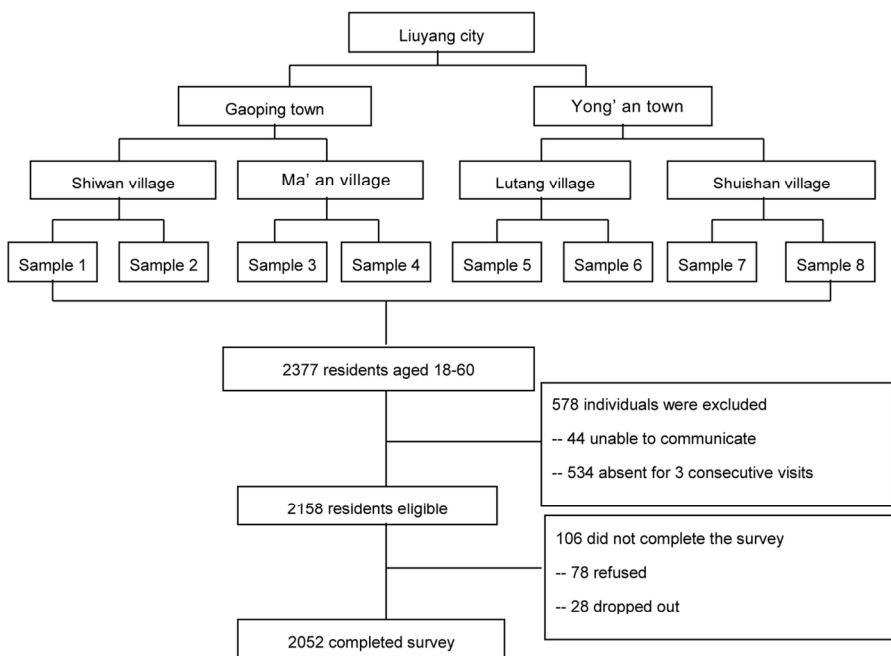 Liuyang city
Gaoping town
Yong' an town
Shiwan village
Ma' an village
Lutang village
Shuishan village
Sample 1
Sample 2
Sample 3
Sample 4
Sample 5
Sample 6
Sample 7
Sample 8
2377 residents aged 18-60
578 individuals were excluded
-- 44 unable to communicate
-- 534 absent for 3 consecutive visits
2158 residents eligible
106 did not complete the survey
-- 78 refused
-- 28 dropped out
2052 completed survey